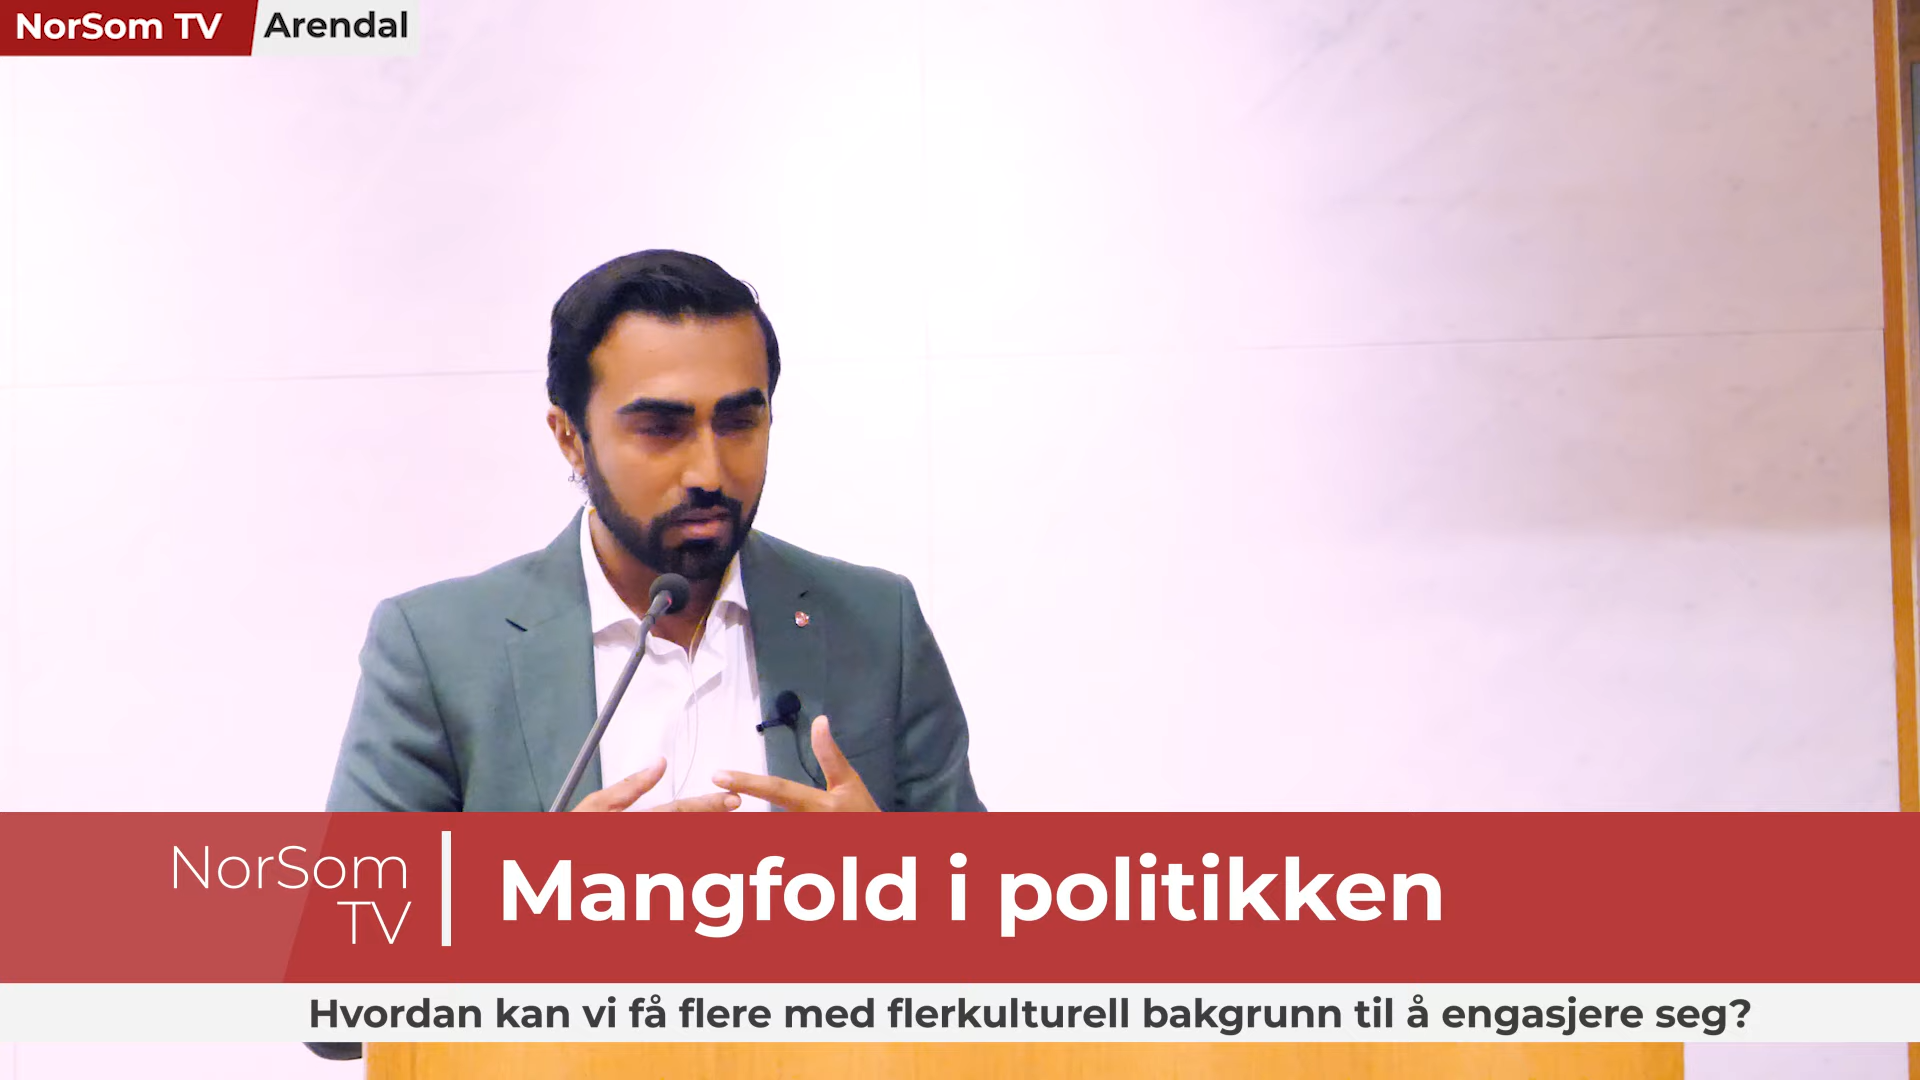 NorSom TV Arendal
NorSom
TV
Mangfold i politikken
Hvordan kan vi få flere med flerkulturell bakgrunn til å engasjere seg?